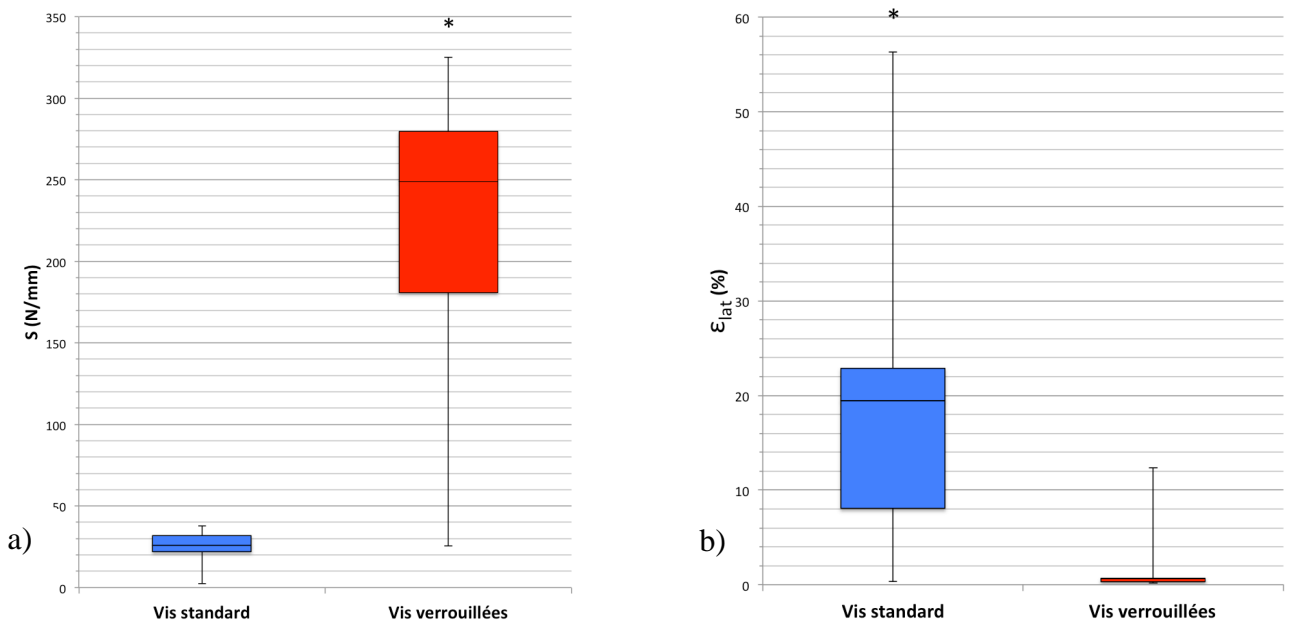 *
350
300
250
200
150
100
50
0
S (N/mm)
a)
Vis standard
Vis verrouillées
*
60
50
40
30
20
10
0
εlat (%)
b)
Vis standard
Vis verrouillées